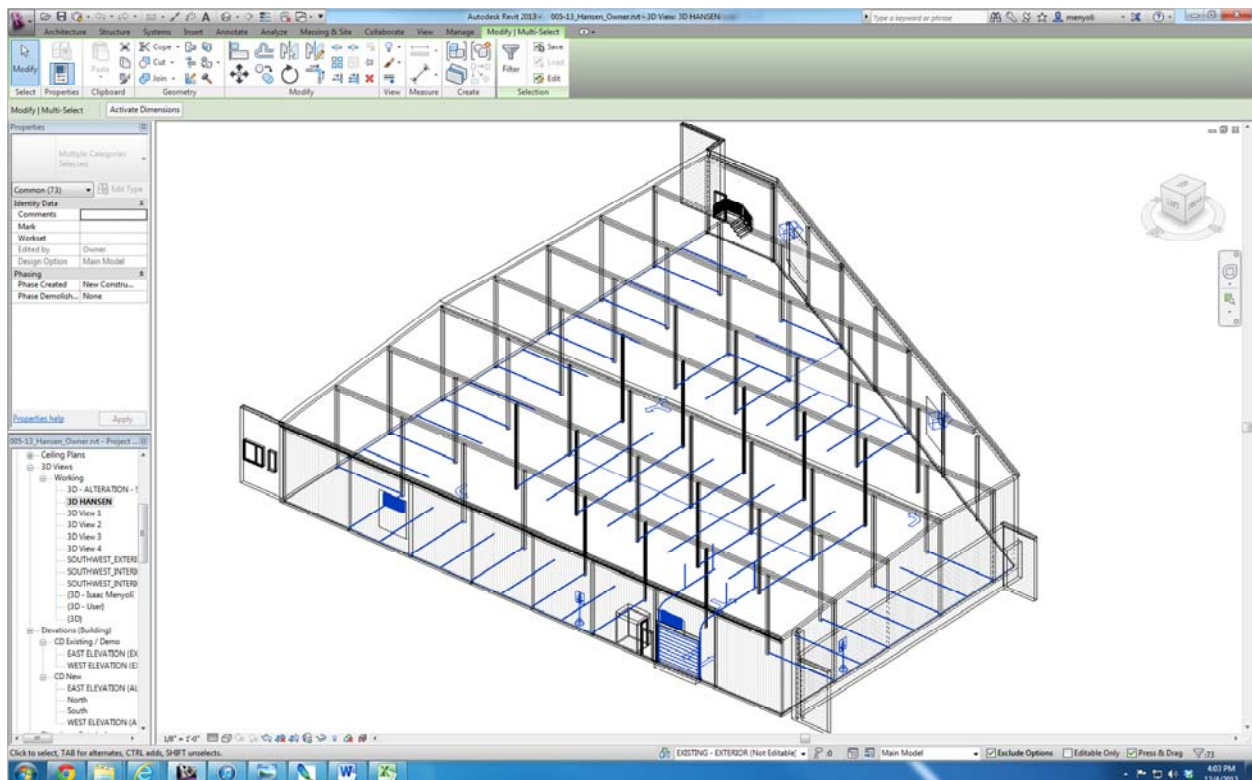 Autodesk Revit 2013 - 005-13_Hansen_Owner.rvt - 3D View: 3D HANSEN
Type a keyword or phrase
menyoli
Architecture Structure Systems Insert Annotate Analyze Massing & Site Collaborate View Manage Modify | Multi-Select
Modify
Paste
Cope
Cut
Join
Filter
Save
Load
Edit
Select Properties Clipboard Geometry Modify View Measure Create Selection
Modify | Multi-Select Activate Dimensions
Properties
Multiple Categories
Selected
Common (73) Edit Type
Identity Data
Comments
Mark
Workset
Edited by Owner
Design Option Main Model
Phasing
Phase Created New Constru...
Phase Demolish... None
Properties help Apply
005-13_Hansen_Owner.rvt - Project ...
Ceiling Plans
3D Views
Working
3D - ALTERATION -
3D HANSEN
3D View 1
3D View 2
3D View 3
3D View 4
SOUTHWEST_EXTERI
SOUTHWEST_INTERI
SOUTHWEST_INTERI
{3D - Isaac Menyoli
{3D - User}
{3D}
Elevations (Building)
CD Existing / Demo
EAST ELEVATION (EX
WEST ELEVATION (E
CD New
EAST ELEVATION (AL
North
South
WEST ELEVATION (A
1/8" = 1'-0"
Click to select, TAB for alternates, CTRL adds, SHIFT unselects.
EXISTING - EXTERIOR (Not Editable) :0 Main Model Exclude Options Editable Only Press & Drag :73
4:03 PM